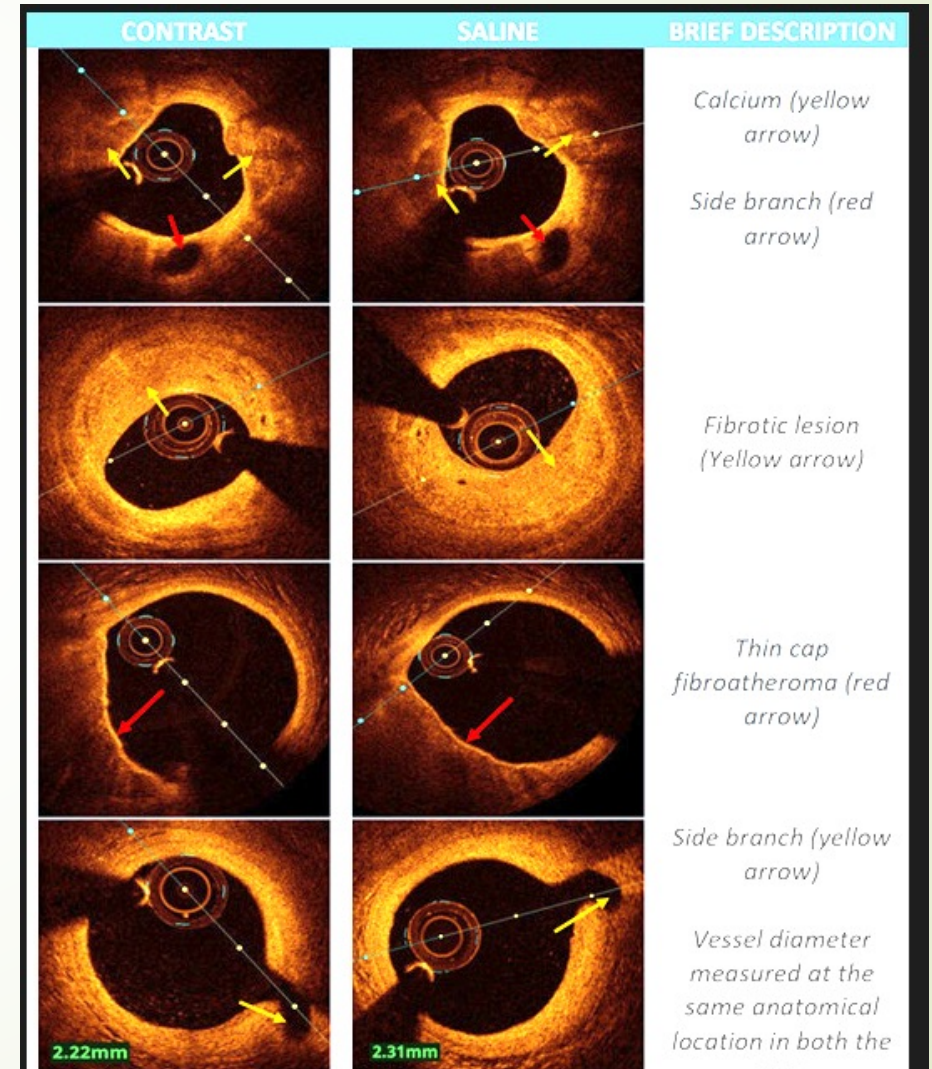 CONTRAST SALINE BRIEF DESCRIPTION
Calcium (yellow
arrow)
Side branch (red
arrow)
Fibrotic lesion
(Yellow arrow)
Thin cap
fibroatheroma (red
arrow)
Side branch (yellow
arrow)
Vessel diameter
measured at the
same anatomical
location in both the
2.22mm 2.31mm